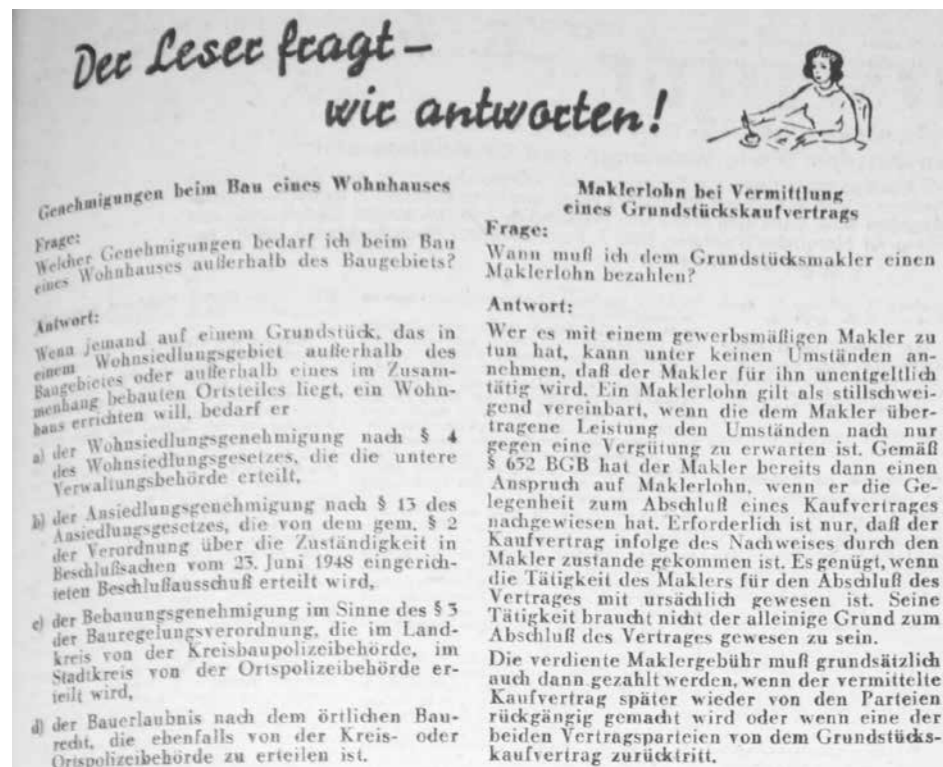 Der Leser fragt –
wir antworten!
Genehmigungen beim Bau eines Wohnhauses
Frage:
Welcher Genehmigungen bedarf ich beim Bau
eines Wohnhauses außerhalb des Baugebiets?
Antwort:
Wenn jemand auf einem Grundstück, das in
einem Wohnsiedlungsgebiet außerhalb des
Baugebietes oder außerhalb eines im Zusam-
menhang bebauten Ortsteiles liegt, ein Wohn-
haus errichten will, bedarf er
a) der Wohnsiedlungsgenehmigung nach § 4
des Wohnsiedlungsgesetzes, die die untere
Verwaltungsbehörde erteilt,
b) der Ansiedlungsgenehmigung nach § 13 des
Ansiedlungsgesetzes, die von dem gem. § 2
der Verordnung über die Zuständigkeit in
Beschlußsachen vom 23. Juni 1948 eingerich-
teten Beschlußausschuß erteilt wird,
c) der Bebauungsgenehmigung im Sinne des § 3
der Bauregelungsverordnung, die im Land-
kreis von der Kreisbaupolizeibehörde, im
Stadtkreis von der Ortspolizeibehörde er-
teilt wird,
d) der Bauerlaubnis nach dem örtlichen Bau-
recht, die ebenfalls von der Kreis- oder
Ortspolizeibehörde zu erteilen ist.
Maklerlohn bei Vermittlung
eines Grundstückskaufvertrags
Frage:
Wann muß ich dem Grundstücksmakler einen
Maklerlohn bezahlen?
Antwort:
Wer es mit einem gewerbsmäßigen Makler zu
tun hat, kann unter keinen Umständen an-
nehmen, daß der Makler für ihn unentgeltlich
tätig wird. Ein Maklerlohn gilt als stillschwei-
gend vereinbart, wenn die dem Makler über-
tragene Leistung den Umständen nach nur
gegen eine Vergütung zu erwarten ist. Gemäß
§ 652 BGB hat der Makler bereits dann einen
Anspruch auf Maklerlohn, wenn er die Ge-
legenheit zum Abschluß eines Kaufvertrages
nachgewiesen hat. Erforderlich ist nur, daß der
Kaufvertrag infolge des Nachweises durch den
Makler zustande gekommen ist. Es genügt, wenn
die Tätigkeit des Maklers für den Abschluß des
Vertrages mit ursächlich gewesen ist. Seine
Tätigkeit braucht nicht der alleinige Grund zum
Abschluß des Vertrages gewesen zu sein.
Die verdiente Maklergebühr muß grundsätzlich
auch dann gezahlt werden, wenn der vermittelte
Kaufvertrag später wieder von den Parteien
rückgängig gemacht wird oder wenn eine der
beiden Vertragsparteien von dem Grundstücks-
kaufvertrag zurücktritt.